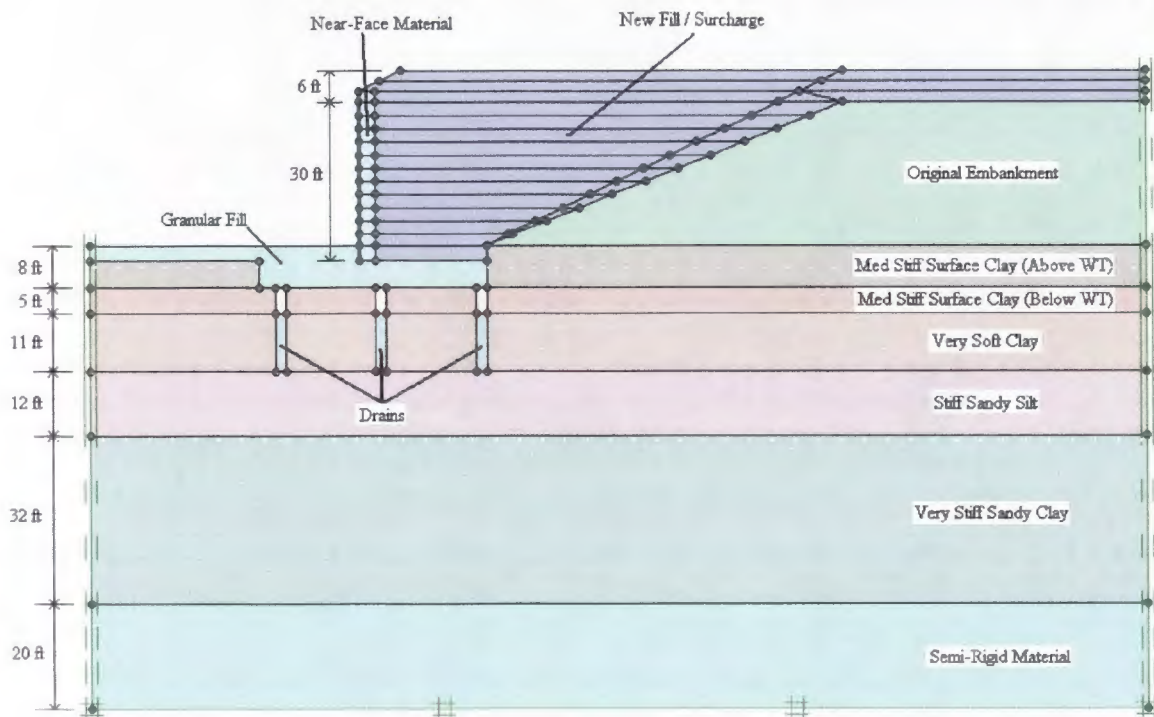 Near-Face Material
New Fill / Surcharge
6 ft
30 ft
Original Embankment
Granular Fill
8 ft
Med Stiff Surface Clay (Above WT)
5 ft
Med Stiff Surface Clay (Below WT)
11 ft
Very Soft Clay
12 ft
Stiff Sandy Silt
Drains
32 ft
Very Stiff Sandy Clay
20 ft
Semi-Rigid Material